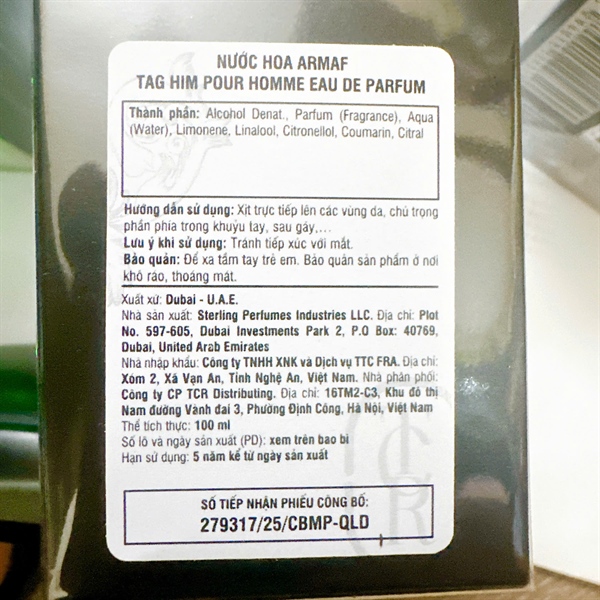 NƯỚC HOA ARMAF
TAG HIM POUR HOMME EAU DE PARFUM
Thành phần: Alcohol Denat., Parfum (Fragrance), Aqua
(Water), Limonene, Linalool, Citronellol, Coumarin, Citral
Hướng dẫn sử dụng: Xịt trực tiếp lên các vùng da, chú trọng
phần phía trong khuỷu tay, sau gáy,...
Lưu ý khi sử dụng: Tránh tiếp xúc với mắt.
Bảo quản: Để xa tầm tay trẻ em. Bảo quản sản phẩm ở nơi
khô ráo, thoáng mát.
Xuất xứ: Dubai - U.A.E.
Nhà sản xuất: Sterling Perfumes Industries LLC. Địa chỉ: Plot
No. 597-605, Dubai Investments Park 2, P.O Box: 40769,
Dubai, United Arab Emirates
Nhà nhập khẩu: Công ty TNHH XNK và Dịch vụ TTC FRA. Địa chỉ:
Xóm 2, Xã Vạn An, Tỉnh Nghệ An, Việt Nam. Nhà phân phối:
Công ty CP TCR Distributing. Địa chỉ: 16TM2-C3, Khu đô thị
Nam đường Vành đai 3, Phường Định Công, Hà Nội, Việt Nam
Thể tích thực: 100 ml
Số lô và ngày sản xuất (PD): xem trên bao bì
Hạn sử dụng: 5 năm kể từ ngày sản xuất
SỐ TIẾP NHẬN PHIẾU CÔNG BỐ:
279317/25/CBMP-QLD